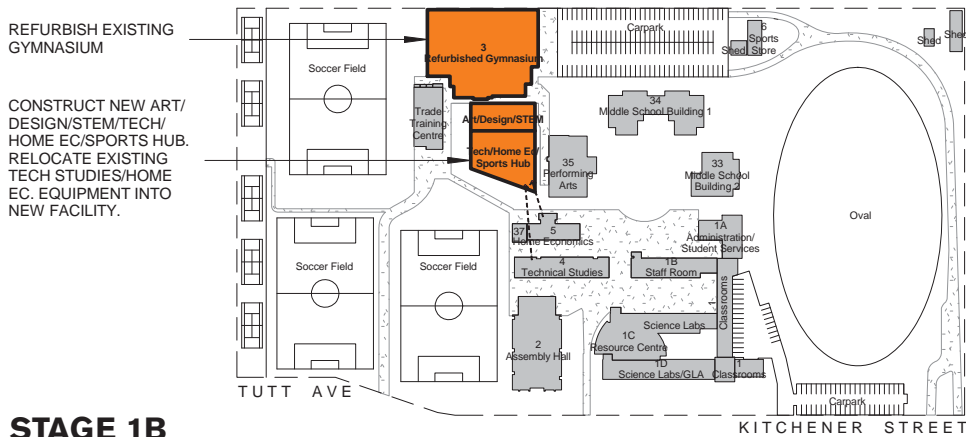 REFURBISH EXISTING
GYMNASIUM
CONSTRUCT NEW ART/
DESIGN/STEM/TECH/
HOME EC/SPORTS HUB.
RELOCATE EXISTING
TECH STUDIES/HOME
EC. EQUIPMENT INTO
NEW FACILITY.
Soccer Field
3
Refurbished Gymnasium
Carpark
6
Sports
Store
Shed
Shed
Shed
Trade
Training
Centre
Art/Design/STEM
Tech/Home Ec/
Sports Hub
34
Middle School Building 1
35
Performing
Arts
33
Middle School
Building 2
Oval
37
5
Home Economics
1A
Administration/
Student Services
4
Technical Studies
1B
Staff Room
Soccer Field
Soccer Field
1
Classrooms
Science Labs
1C
Resource Centre
2
Assembly Hall
1D
Science Labs/GLA
1
Classrooms
Carpark
TUTT AVE
KITCHENER STREET
STAGE 1B